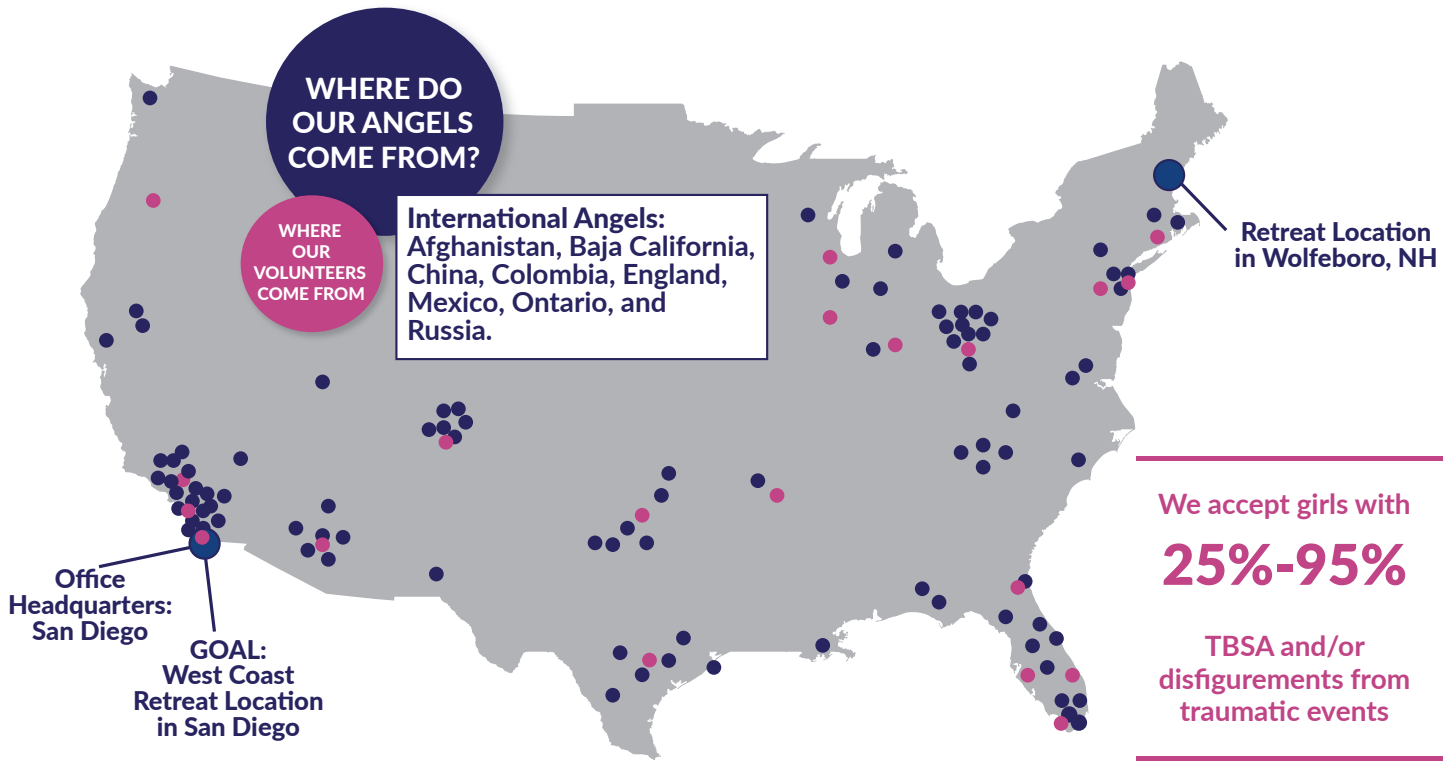 WHERE DO
OUR ANGELS
COME FROM?
WHERE
OUR
VOLUNTEERS
COME FROM
International Angels:
Afghanistan, Baja California,
China, Colombia, England,
Mexico, Ontario, and
Russia.
Retreat Location
in Wolfeboro, NH
Office
Headquarters:
San Diego
GOAL:
West Coast
Retreat Location
in San Diego
We accept girls with
25%-95%
TBSA and/or
disfigurements from
traumatic events